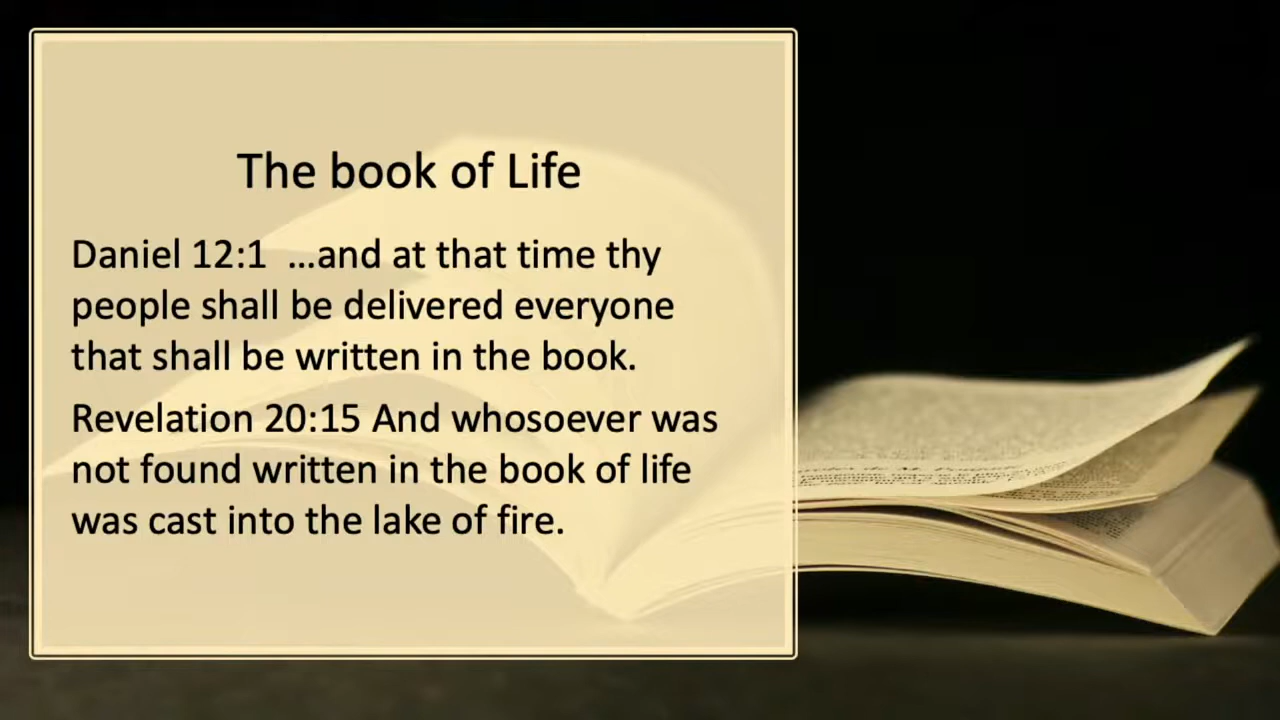 The book of Life
Daniel 12:1 ...and at that time thy
people shall be delivered everyone
that shall be written in the book.
Revelation 20:15 And whosoever was
not found written in the book of life
was cast into the lake of fire.